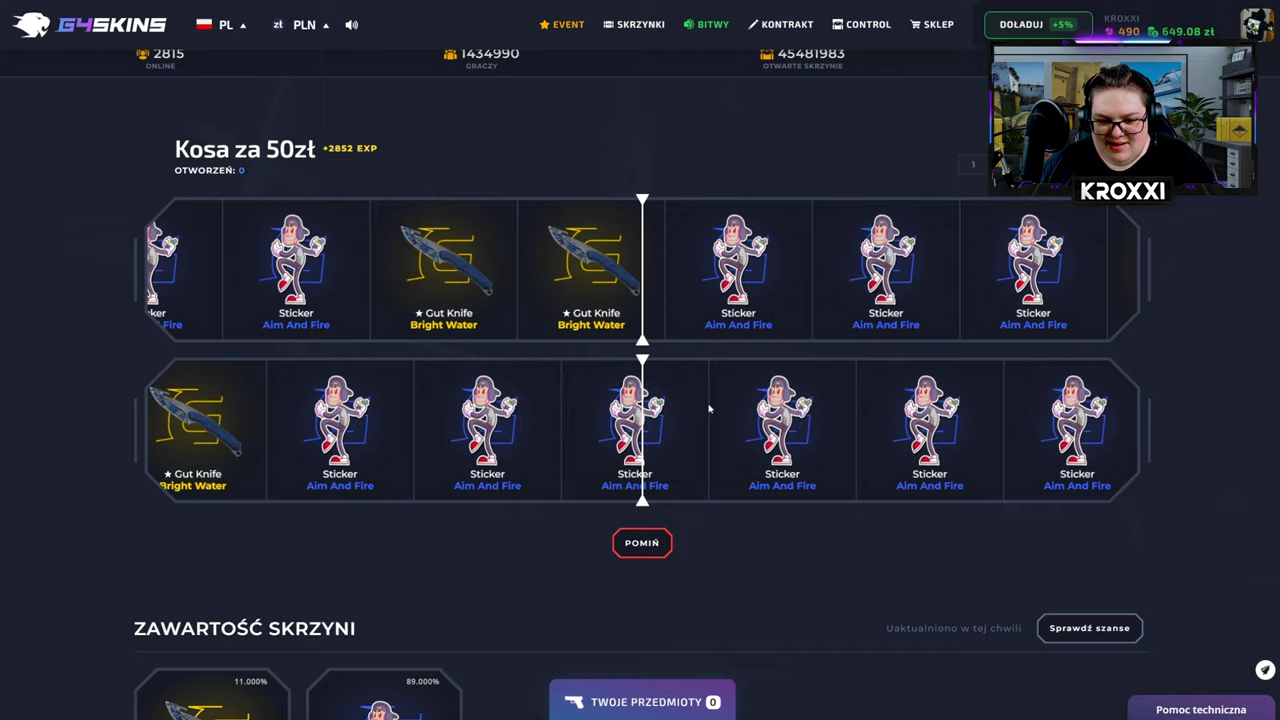 G4SKINS
PL
zł PLN
EVENT
SKRZYNKI
BITWY
KONTRAKT
CONTROL
SKLEP
DOŁADUJ +5%
KROXXI
490 649.08 zł
2815
ONLINE
1434990
GRACZY
45481983
OTWARTE SKRZYNIE
Kosa za 50zł +2852 EXP
OTWORZEŃ: 0
1
KROXXI
cker Sticker ★ Gut Knife ★ Gut Knife Sticker Sticker Sticker
d Fire Aim And Fire Bright Water Bright Water Aim And Fire Aim And Fire Aim And Fire
★ Gut Knife Sticker Sticker Sticker Sticker Sticker Sticker
Bright Water Aim And Fire Aim And Fire Aim And Fire Aim And Fire Aim And Fire Aim And Fire
POMIŃ
ZAWARTOŚĆ SKRZYNI
Uaktualniono w tej chwili
Sprawdź szanse
11.000%
89.000%
TWOJE PRZEDMIOTY 0
Pomoc techniczna